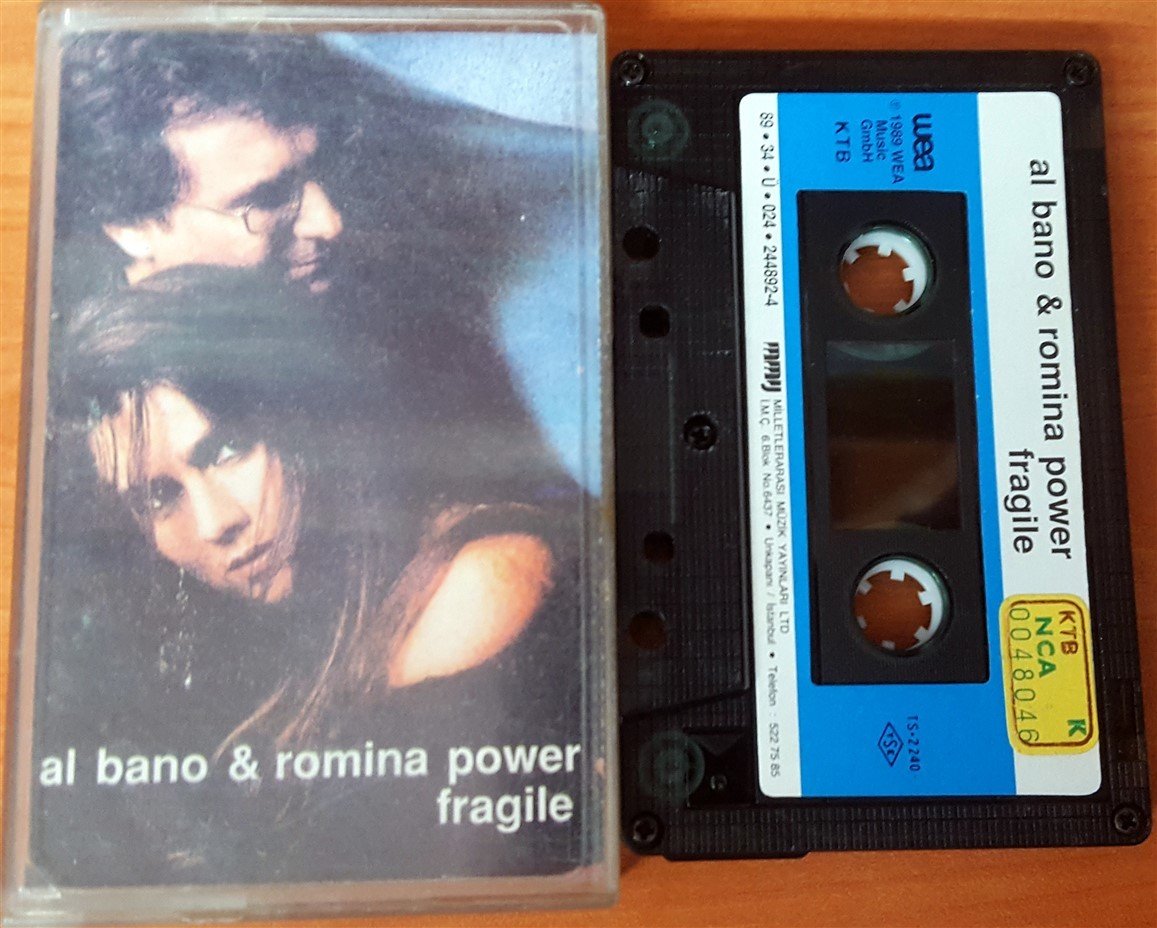 al bano & romina power
fragile
al bano & romina power
fragile
KTB K
NCA
0048046
wea
℗ 1989 WEA
Music
GmbH
KTB
TS-2240
TSE
89 • 34 • Ü • 024 • 244892-4
mmy
MİLLETLERARASI MÜZİK YAYINLARI LTD
İ.M.Ç. 6.Blok No.6437 • Unkapanı / İstanbul • Telefon : 522 75 85